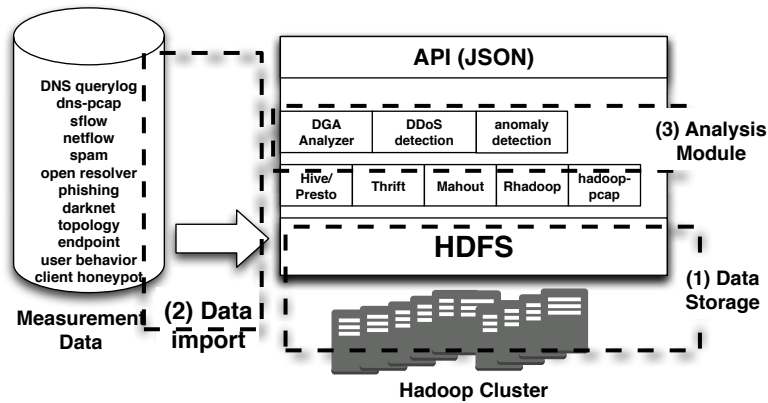 DNS querylog
dns-pcap
sflow
netflow
spam
open resolver
phishing
darknet
topology
endpoint
user behavior
client honeypot
Measurement
Data
(2) Data
import
API (JSON)
DGA
Analyzer
DDoS
detection
anomaly
detection
(3) Analysis
Module
Hive/
Presto
Thrift
Mahout
Rhadoop
hadoop-
pcap
HDFS
(1) Data
Storage
Hadoop Cluster